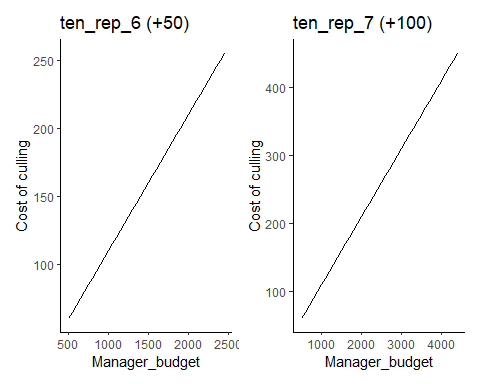 ten_rep_6 (+50)
250
200
150
100
Cost of culling
500
1000
1500
2000
2500
Manager_budget
ten_rep_7 (+100)
400
300
200
100
Cost of culling
1000
2000
3000
4000
Manager_budget